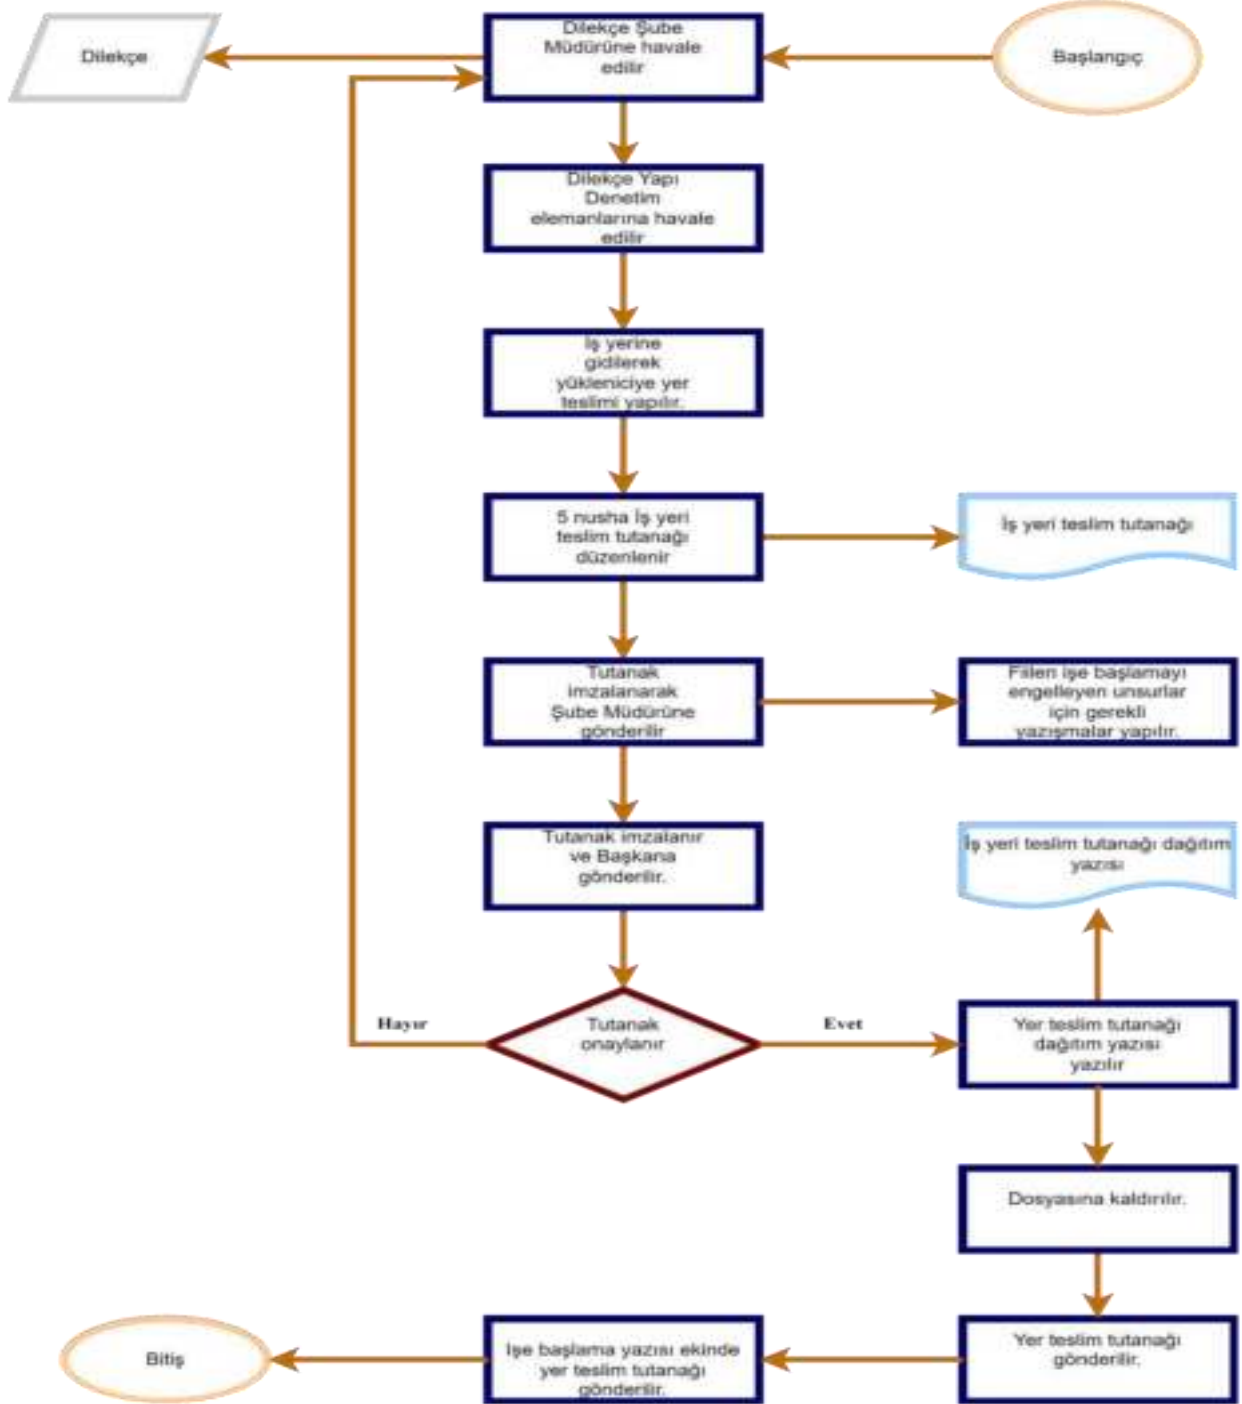 Dilekçe
Dilekçe Şube
Müdürüne havale
edilir
Başlangıç
Dilekçe Yapı
Denetim
elemanlarına havale
edilir
İş yerine
gidilerek
yükleniciye yer
teslimi yapılır.
5 nusha İş yeri
teslim tutanağı
düzenlenir
İş yeri teslim tutanağı
Tutanak
imzalanarak
Şube Müdürüne
gönderilir
Fiilen işe başlamayı
engelleyen unsurlar
için gerekli
yazışmalar yapılır.
Tutanak imzalanır
ve Başkana
gönderilir.
İş yeri teslim tutanağı dağıtım
yazısı
Hayır
Tutanak
onaylanır
Evet
Yer teslim tutanağı
dağıtım yazısı
yazılır
Dosyasına kaldırılır.
Yer teslim tutanağı
gönderilir.
İşe başlama yazısı ekinde
yer teslim tutanağı
gönderilir.
Bitiş